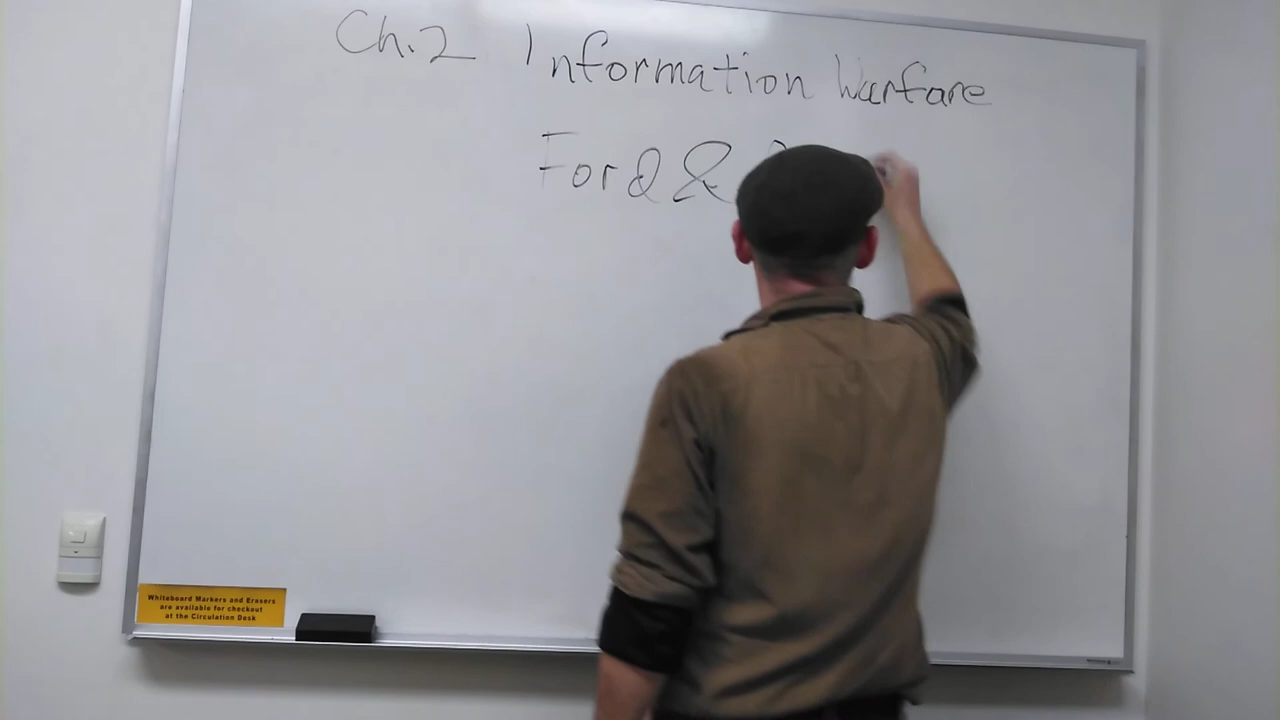 Ch.2 Information Warfare
Ford &
Whiteboard Markers and Erasers
are available for checkout
at the Circulation Desk